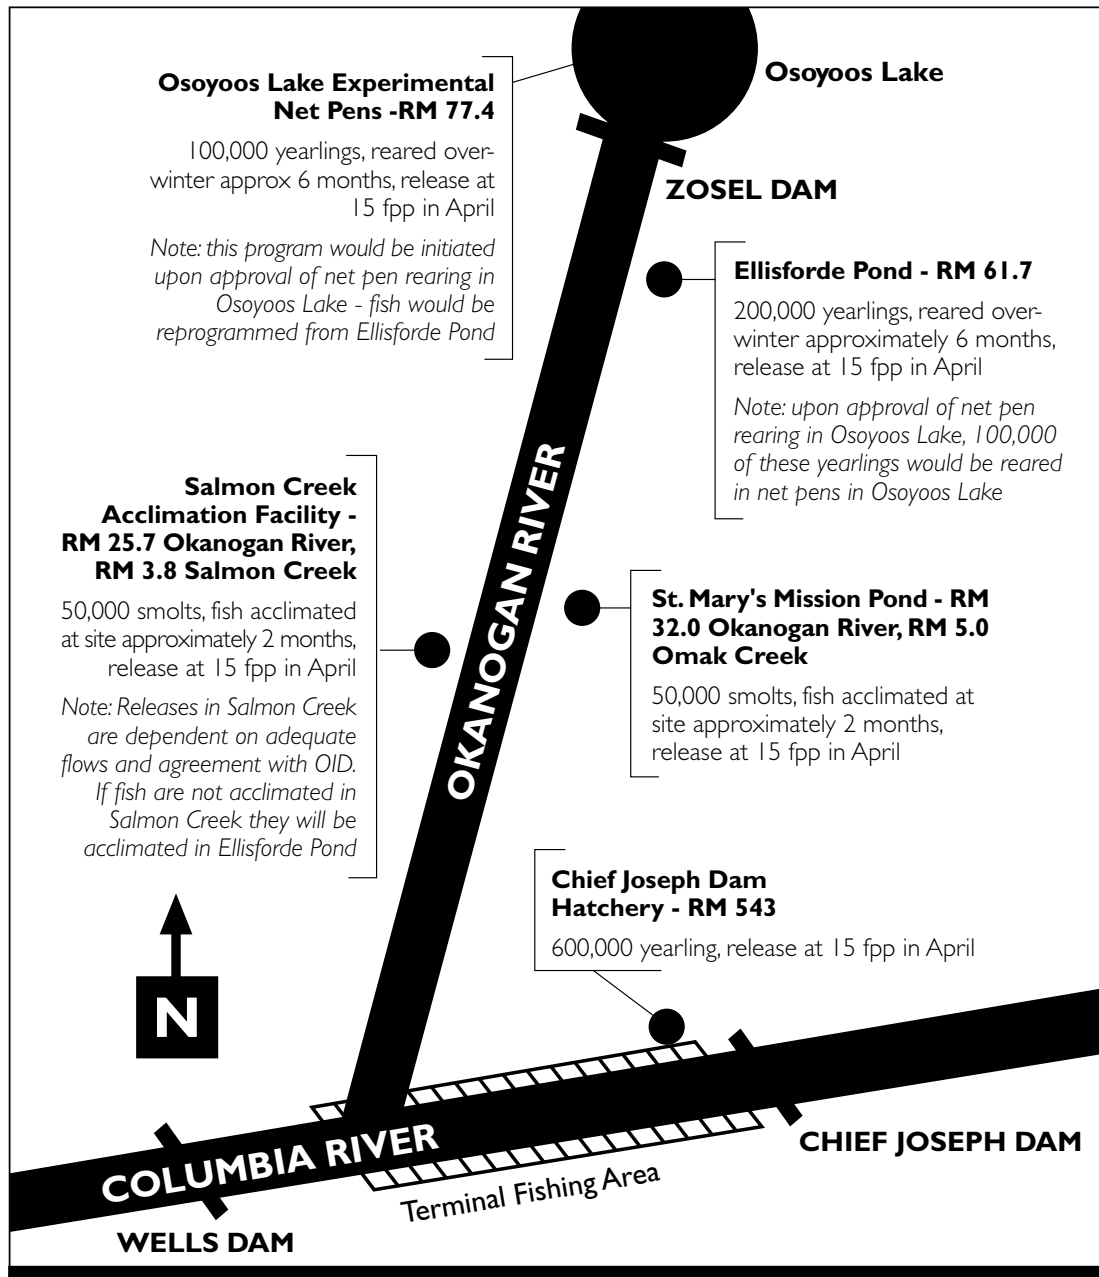 Osoyoos Lake Experimental
Net Pens -RM 77.4
100,000 yearlings, reared over-
winter approx 6 months, release at
15 fpp in April
Note: this program would be initiated
upon approval of net pen rearing in
Osoyoos Lake - fish would be
reprogrammed from Ellisforde Pond
Osoyoos Lake
ZOSEL DAM
Ellisforde Pond - RM 61.7
200,000 yearlings, reared over-
winter approximately 6 months,
release at 15 fpp in April
Note: upon approval of net pen
rearing in Osoyoos Lake, 100,000
of these yearlings would be reared
in net pens in Osoyoos Lake
OKANOGAN RIVER
Salmon Creek
Acclimation Facility -
RM 25.7 Okanogan River,
RM 3.8 Salmon Creek
50,000 smolts, fish acclimated
at site approximately 2 months,
release at 15 fpp in April
Note: Releases in Salmon Creek
are dependent on adequate
flows and agreement with OID.
If fish are not acclimated in
Salmon Creek they will be
acclimated in Ellisforde Pond
St. Mary's Mission Pond - RM
32.0 Okanogan River, RM 5.0
Omak Creek
50,000 smolts, fish acclimated at
site approximately 2 months,
release at 15 fpp in April
Chief Joseph Dam
Hatchery - RM 543
600,000 yearling, release at 15 fpp in April
N
COLUMBIA RIVER
CHIEF JOSEPH DAM
Terminal Fishing Area
WELLS DAM